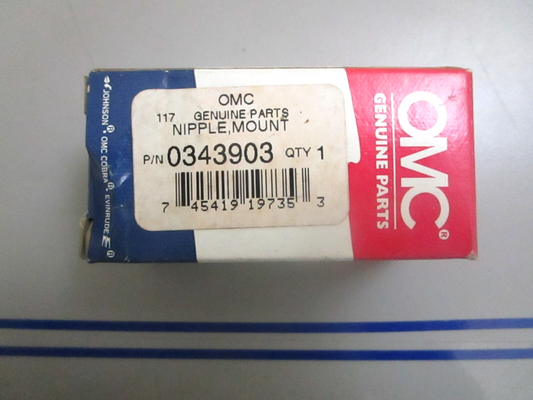 JOHNSON® • OMC COBRA® • EVINRUDE E®
OMC
117 GENUINE PARTS
NIPPLE,MOUNT
P/N 0343903 QTY 1
7 45419 19735 3
OMC®
GENUINE PARTS